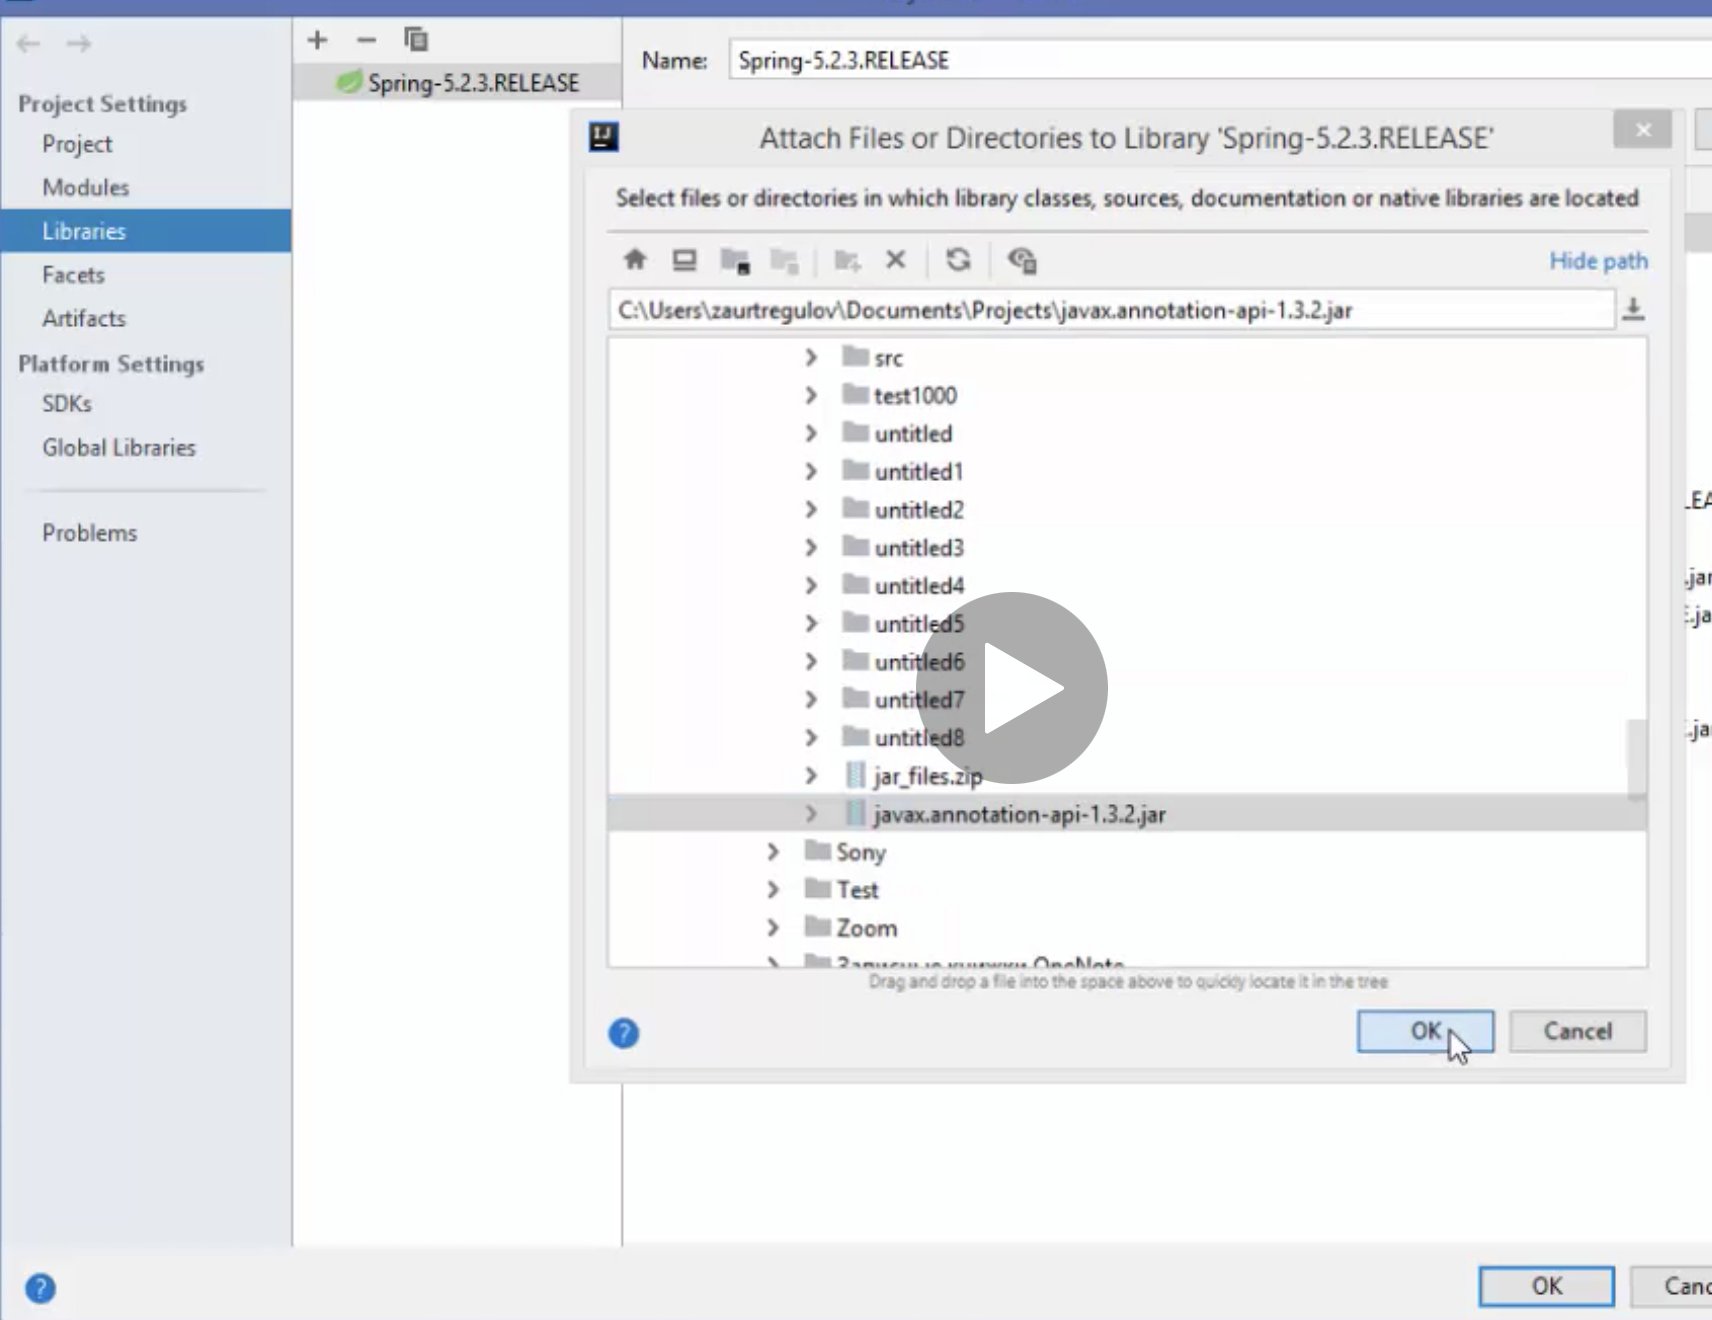 Project Settings
Project
Modules
Libraries
Facets
Artifacts
Platform Settings
SDKs
Global Libraries
Problems
Spring-5.2.3.RELEASE
Name: Spring-5.2.3.RELEASE
Attach Files or Directories to Library 'Spring-5.2.3.RELEASE'
Select files or directories in which library classes, sources, documentation or native libraries are located
Hide path
C:\Users\zaurtregulov\Documents\Projects\javax.annotation-api-1.3.2.jar
src
test1000
untitled
untitled1
untitled2
untitled3
untitled4
untitled5
untitled6
untitled7
untitled8
jar_files.zip
javax.annotation-api-1.3.2.jar
Sony
Test
Zoom
Записные книжки OneNote
Drag and drop a file into the space above to quickly locate it in the tree
OK Cancel
OK